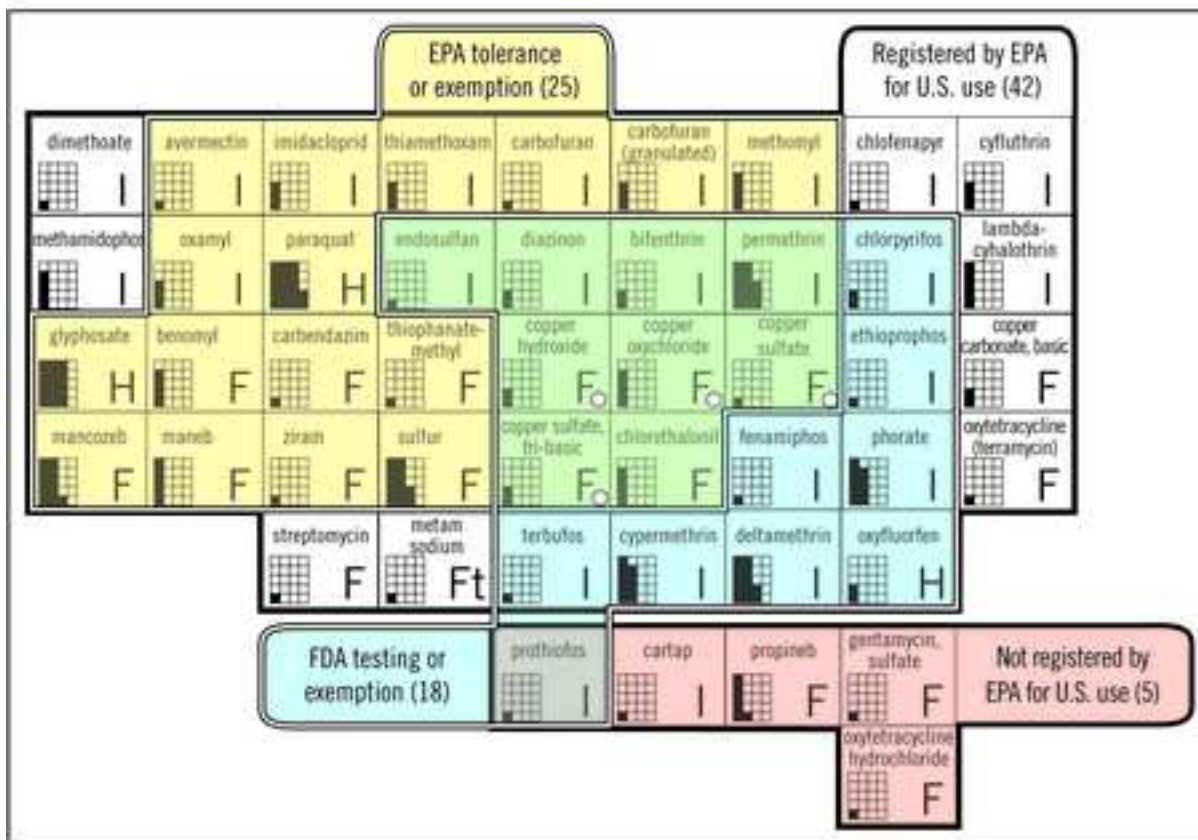 EPA tolerance
or exemption (25)
Registered by EPA
for U.S. use (42)
dimethoate
I
avermectin
I
imidacloprid
I
thiamethoxam
I
carbofuran
I
carbofuran
(granulated)
I
methomyl
I
chlofenapyr
I
cyfluthrin
I
methamidophos
I
oxamyl
I
paraquat
H
endosulfan
I
diazinon
I
bifenthrin
I
permethrin
I
chlorpyrifos
I
lambda-
cyhalothrin
I
glyphosate
H
benomyl
F
carbendazim
F
thiophanate-
methyl
F
copper
hydroxide
F
copper
oxychloride
F
copper
sulfate
F
ethioprophos
I
copper
carbonate, basic
F
mancozeb
F
maneb
F
ziram
F
sulfur
F
copper sulfate,
tri-basic
F
chlorothalonil
F
fenamiphos
I
phorate
I
oxytetracycline
(terramycin)
F
streptomycin
F
metam
sodium
Ft
terbufos
I
cypermethrin
I
deltamethrin
I
oxyfluorfen
H
FDA testing or
exemption (18)
prothiofos
I
cartap
I
propineb
F
gentamycin,
sulfate
F
Not registered by
EPA for U.S. use (5)
oxytetracycline
hydrochloride
F